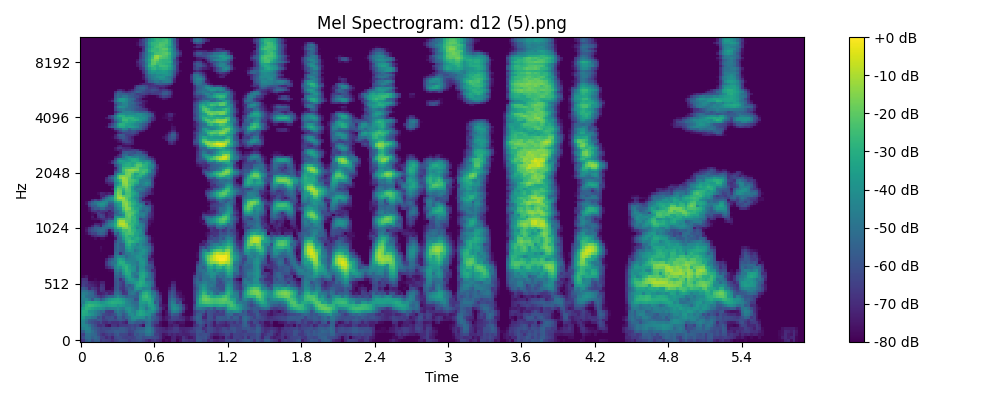 Mel Spectrogram: d12 (5).png
+0 dB
8192
-10 dB
4096
-20 dB
-30 dB
2048
Hz
-40 dB
1024
-50 dB
512
-60 dB
-70 dB
0
-80 dB
0 0.6 1.2 1.8 2.4 3 3.6 4.2 4.8 5.4
Time